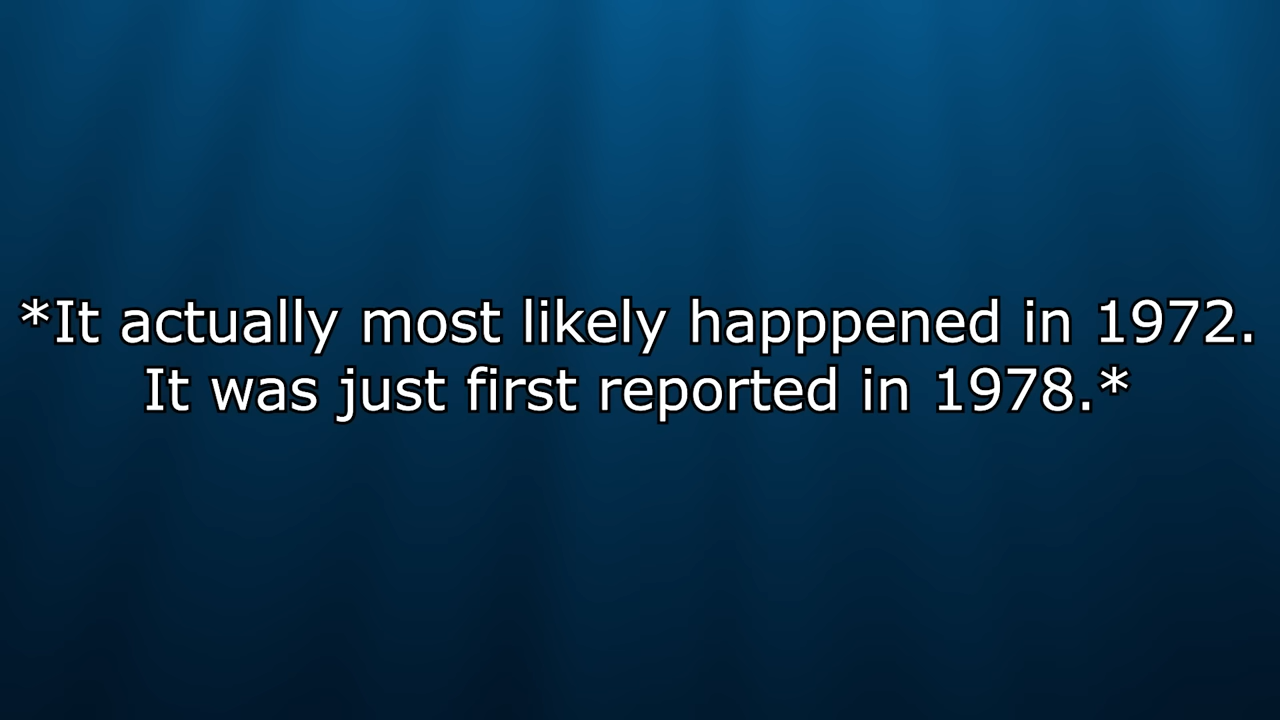 *It actually most likely happpened in 1972.
It was just first reported in 1978.*